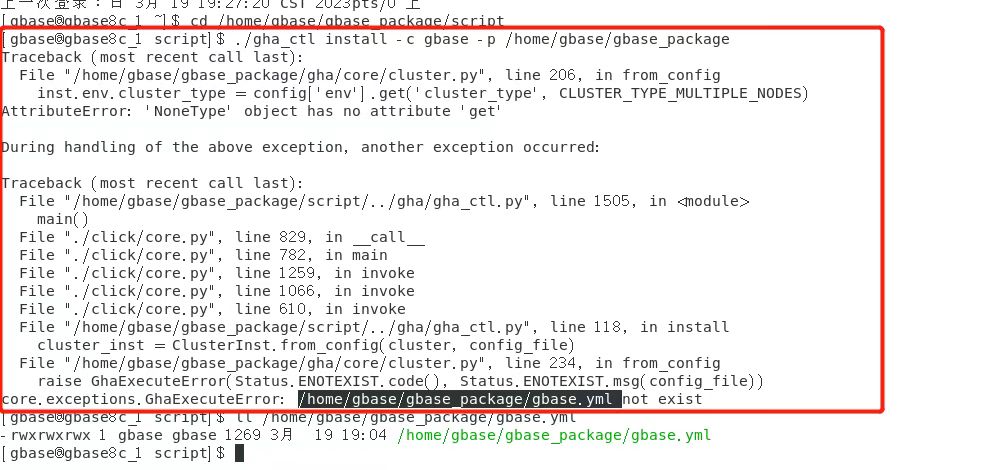 上一次登录：日 3月 19 19:27:20 CST 2023pts/0 上
[gbase@gbase8c_1 ~]$ cd /home/gbase/gbase_package/script
[gbase@gbase8c_1 script]$ ./gha_ctl install -c gbase -p /home/gbase/gbase_package
Traceback (most recent call last):
  File "/home/gbase/gbase_package/gha/core/cluster.py", line 206, in from_config
    inst.env.cluster_type = config['env'].get('cluster_type', CLUSTER_TYPE_MULTIPLE_NODES)
AttributeError: 'NoneType' object has no attribute 'get'
During handling of the above exception, another exception occurred:
Traceback (most recent call last):
  File "/home/gbase/gbase_package/script/../gha/gha_ctl.py", line 1505, in <module>
    main()
  File "./click/core.py", line 829, in __call__
  File "./click/core.py", line 782, in main
  File "./click/core.py", line 1259, in invoke
  File "./click/core.py", line 1066, in invoke
  File "./click/core.py", line 610, in invoke
  File "/home/gbase/gbase_package/script/../gha/gha_ctl.py", line 118, in install
    cluster_inst = ClusterInst.from_config(cluster, config_file)
  File "/home/gbase/gbase_package/gha/core/cluster.py", line 234, in from_config
    raise GhaExecuteError(Status.ENOTEXIST.code(), Status.ENOTEXIST.msg(config_file))
core.exceptions.GhaExecuteError: /home/gbase/gbase_package/gbase.yml not exist
[gbase@gbase8c_1 script]$ ll /home/gbase/gbase_package/gbase.yml
-rwxrwxrwx 1 gbase gbase 1269 3月  19 19:04 /home/gbase/gbase_package/gbase.yml
[gbase@gbase8c_1 script]$